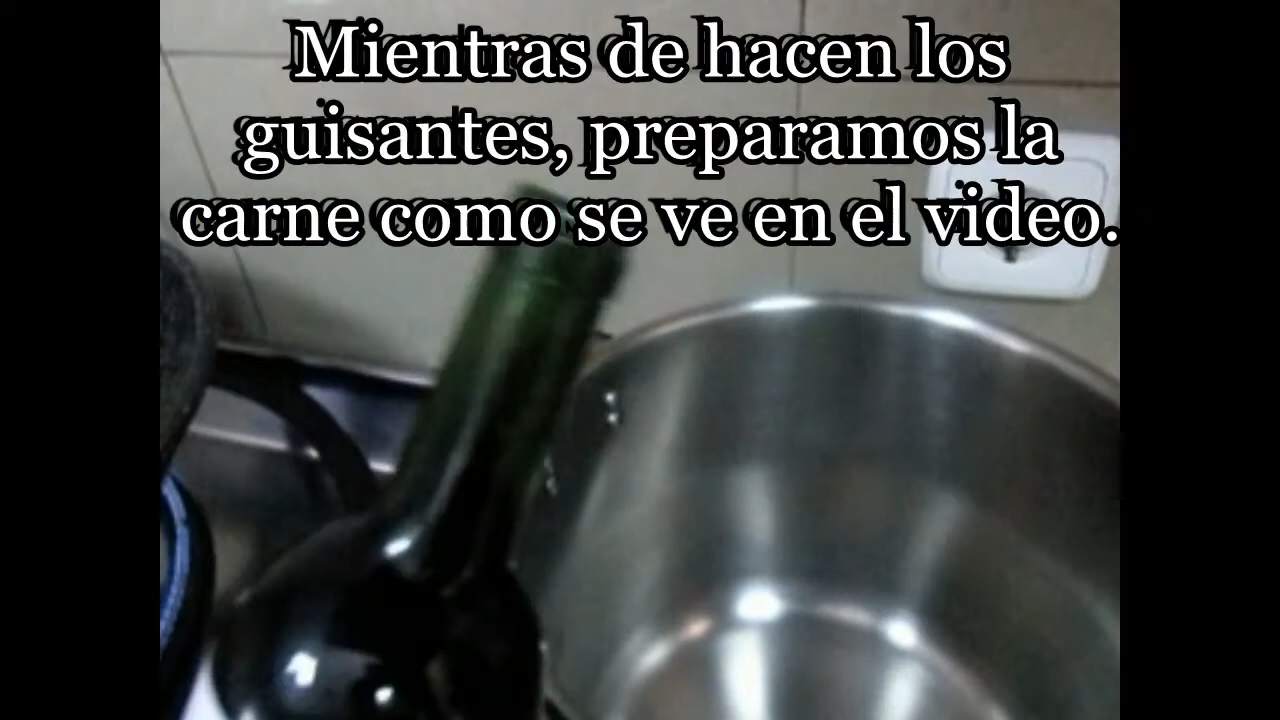 Mientras de hacen los
guisantes, preparamos la
carne como se ve en el video.